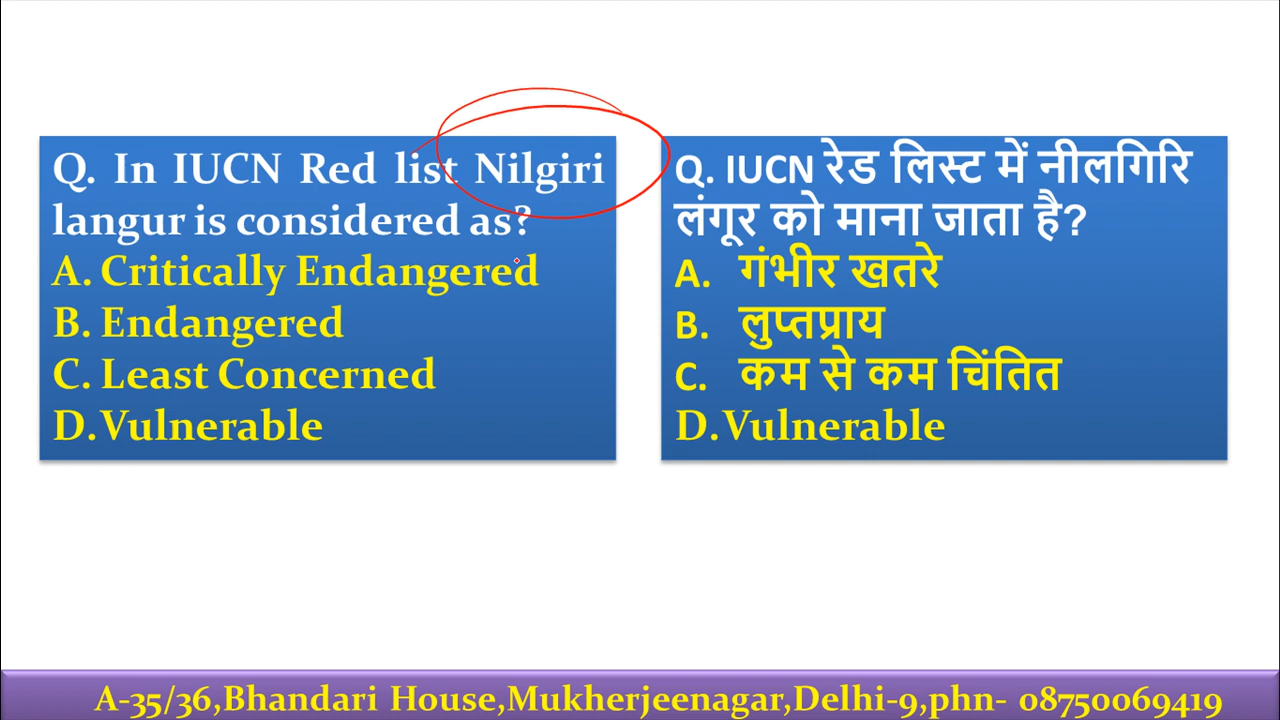 Q. In IUCN Red list Nilgiri
langur is considered as?
A. Critically Endangered
B. Endangered
C. Least Concerned
D. Vulnerable
Q. IUCN रेड लिस्ट में नीलगिरि
लंगूर को माना जाता है?
A. गंभीर खतरे
B. लुप्तप्राय
C. कम से कम चिंतित
D. Vulnerable
A-35/36,Bhandari House,Mukherjeenagar,Delhi-9,phn- 08750069419